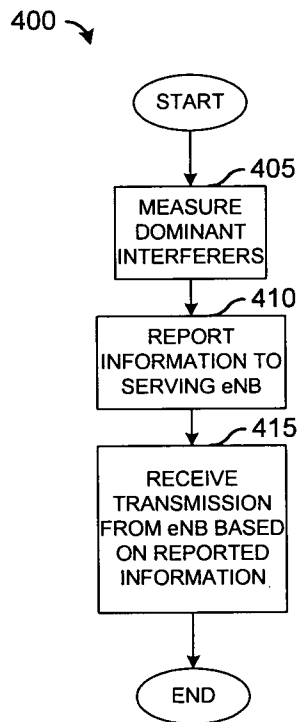 400
START
405
MEASURE
DOMINANT
INTERFERERS
410
REPORT
INFORMATION TO
SERVING eNB
415
RECEIVE
TRANSMISSION
FROM eNB BASED
ON REPORTED
INFORMATION
END